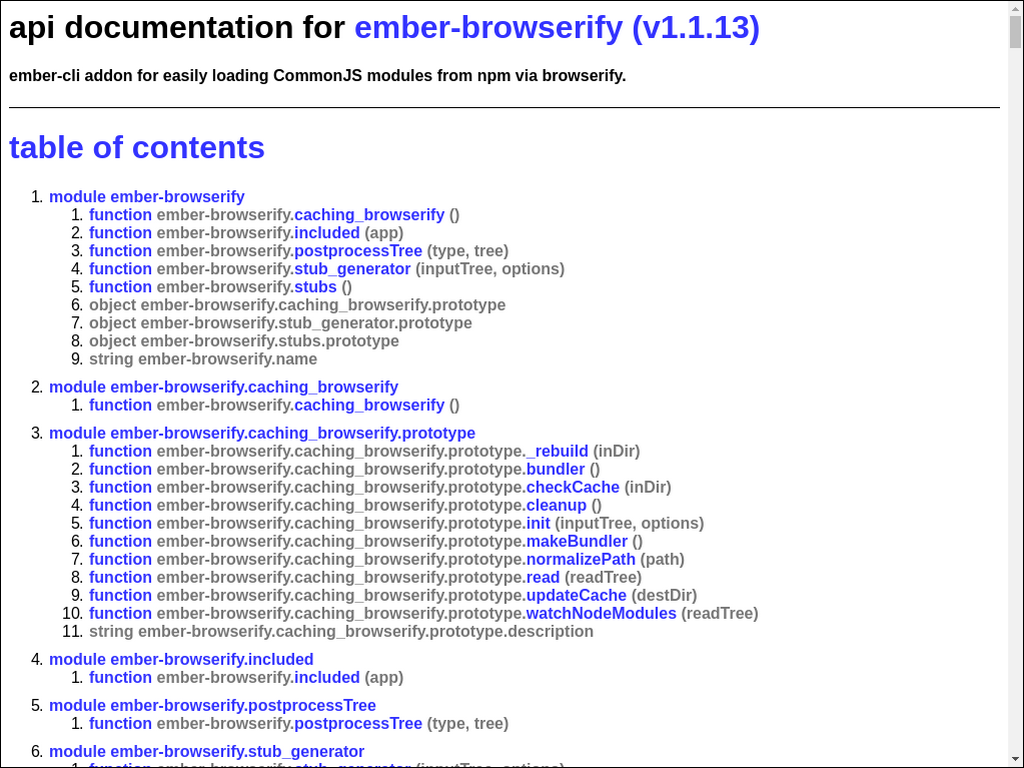 api documentation for ember-browserify (v1.1.13)
ember-cli addon for easily loading CommonJS modules from npm via browserify.
table of contents
1. module ember-browserify
1. function ember-browserify.caching_browserify ()
2. function ember-browserify.included (app)
3. function ember-browserify.postprocessTree (type, tree)
4. function ember-browserify.stub_generator (inputTree, options)
5. function ember-browserify.stubs ()
6. object ember-browserify.caching_browserify.prototype
7. object ember-browserify.stub_generator.prototype
8. object ember-browserify.stubs.prototype
9. string ember-browserify.name
2. module ember-browserify.caching_browserify
1. function ember-browserify.caching_browserify ()
3. module ember-browserify.caching_browserify.prototype
1. function ember-browserify.caching_browserify.prototype._rebuild (inDir)
2. function ember-browserify.caching_browserify.prototype.bundler ()
3. function ember-browserify.caching_browserify.prototype.checkCache (inDir)
4. function ember-browserify.caching_browserify.prototype.cleanup ()
5. function ember-browserify.caching_browserify.prototype.init (inputTree, options)
6. function ember-browserify.caching_browserify.prototype.makeBundler ()
7. function ember-browserify.caching_browserify.prototype.normalizePath (path)
8. function ember-browserify.caching_browserify.prototype.read (readTree)
9. function ember-browserify.caching_browserify.prototype.updateCache (destDir)
10. function ember-browserify.caching_browserify.prototype.watchNodeModules (readTree)
11. string ember-browserify.caching_browserify.prototype.description
4. module ember-browserify.included
1. function ember-browserify.included (app)
5. module ember-browserify.postprocessTree
1. function ember-browserify.postprocessTree (type, tree)
6. module ember-browserify.stub_generator
1. function ember-browserify.stub_generator (inputTree, options)